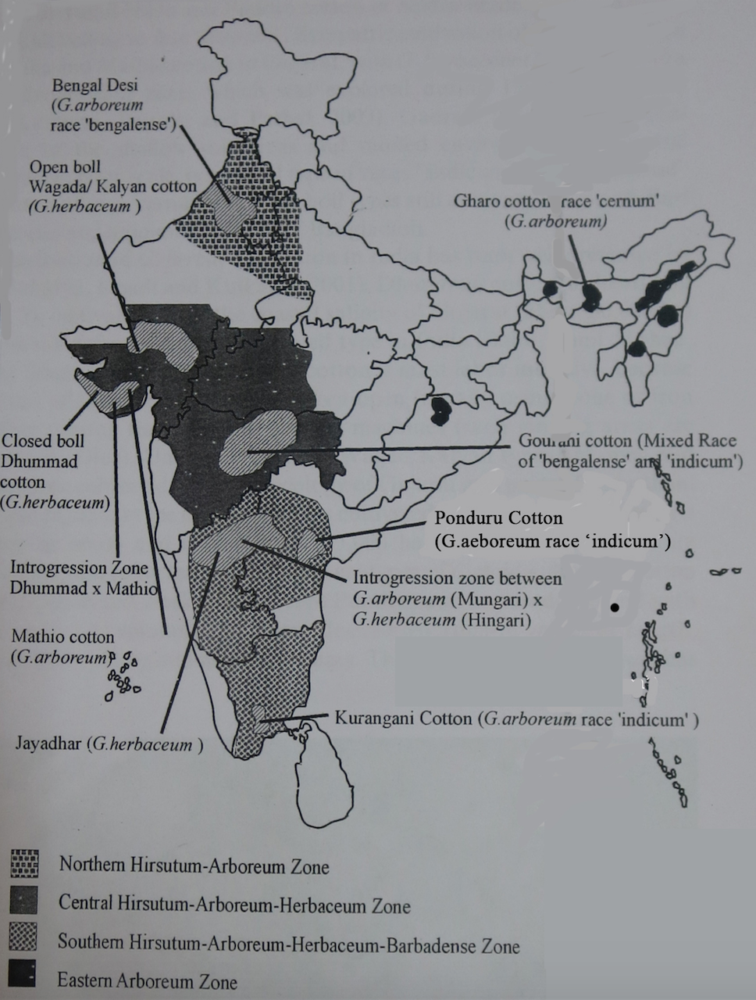 Bengal Desi
(G.arboreum
race 'bengalense')
Open boll
Wagada/ Kalyan cotton
(G.herbaceum )
Gharo cotton race 'cernum'
(G.arboreum)
Closed boll
Dhummad
cotton
(G.herbaceum)
Gourani cotton (Mixed Race
of 'bengalense' and 'indicum')
Ponduru Cotton
(G.aeboreum race ‘indicum’)
Introgression Zone
Dhummad x Mathio
Introgression zone between
G.arboreum (Mungari) x
G.herbaceum (Hingari)
Mathio cotton
(G.arboreum)
Kurangani Cotton (G.arboreum race 'indicum' )
Jayadhar (G.herbaceum )
Northern Hirsutum-Arboreum Zone
Central Hirsutum-Arboreum-Herbaceum Zone
Southern Hirsutum-Arboreum-Herbaceum-Barbadense Zone
Eastern Arboreum Zone